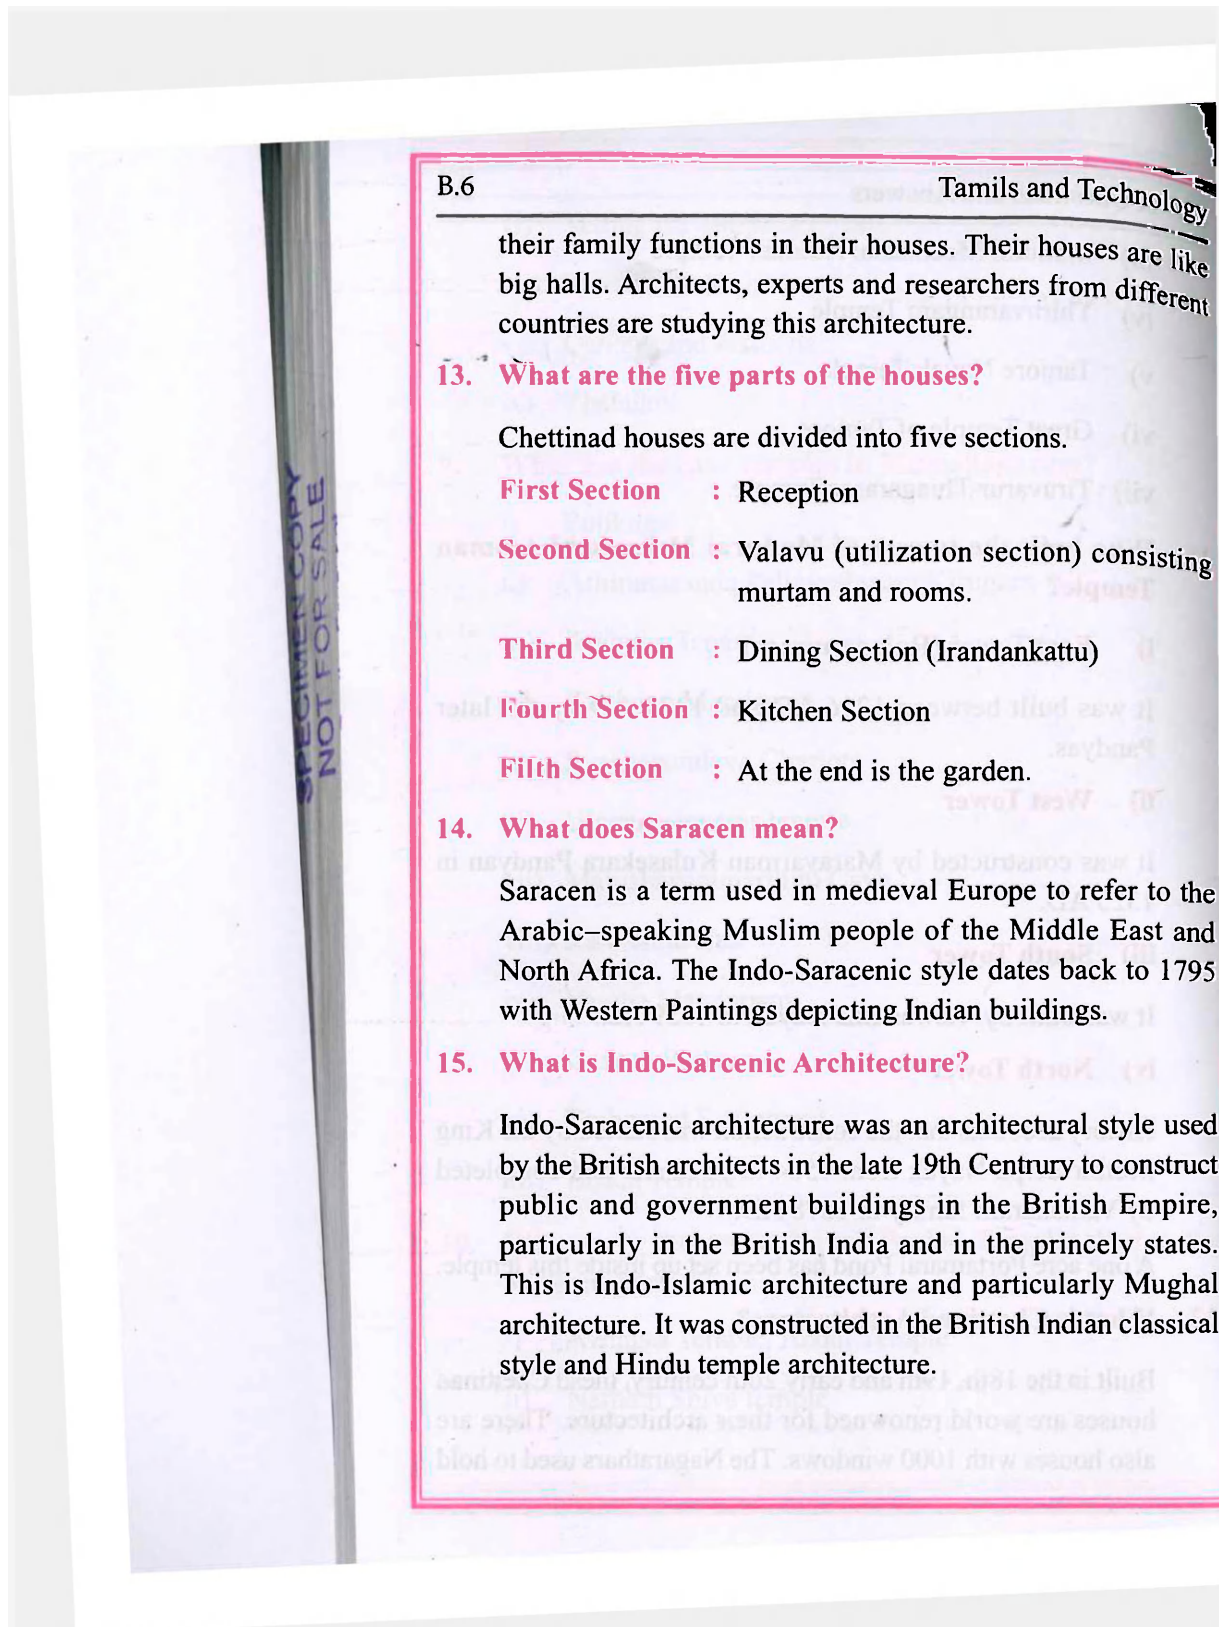 B.6 Tamils and Technology
their family functions in their houses. Their houses are like
big halls. Architects, experts and researchers from different
countries are studying this architecture.
13. What are the five parts of the houses?
Chettinad houses are divided into five sections.
First Section : Reception
Second Section : Valavu (utilization section) consisting
murtam and rooms.
Third Section : Dining Section (Irandankattu)
Fourth Section : Kitchen Section
Fifth Section : At the end is the garden.
14. What does Saracen mean?
Saracen is a term used in medieval Europe to refer to the
Arabic–speaking Muslim people of the Middle East and
North Africa. The Indo-Saracenic style dates back to 1795
with Western Paintings depicting Indian buildings.
15. What is Indo-Sarcenic Architecture?
Indo-Saracenic architecture was an architectural style used
by the British architects in the late 19th Centrury to construct
public and government buildings in the British Empire,
particularly in the British India and in the princely states.
This is Indo-Islamic architecture and particularly Mughal
architecture. It was constructed in the British Indian classical
style and Hindu temple architecture.
SPECIMEN COPY
NOT FOR SALE